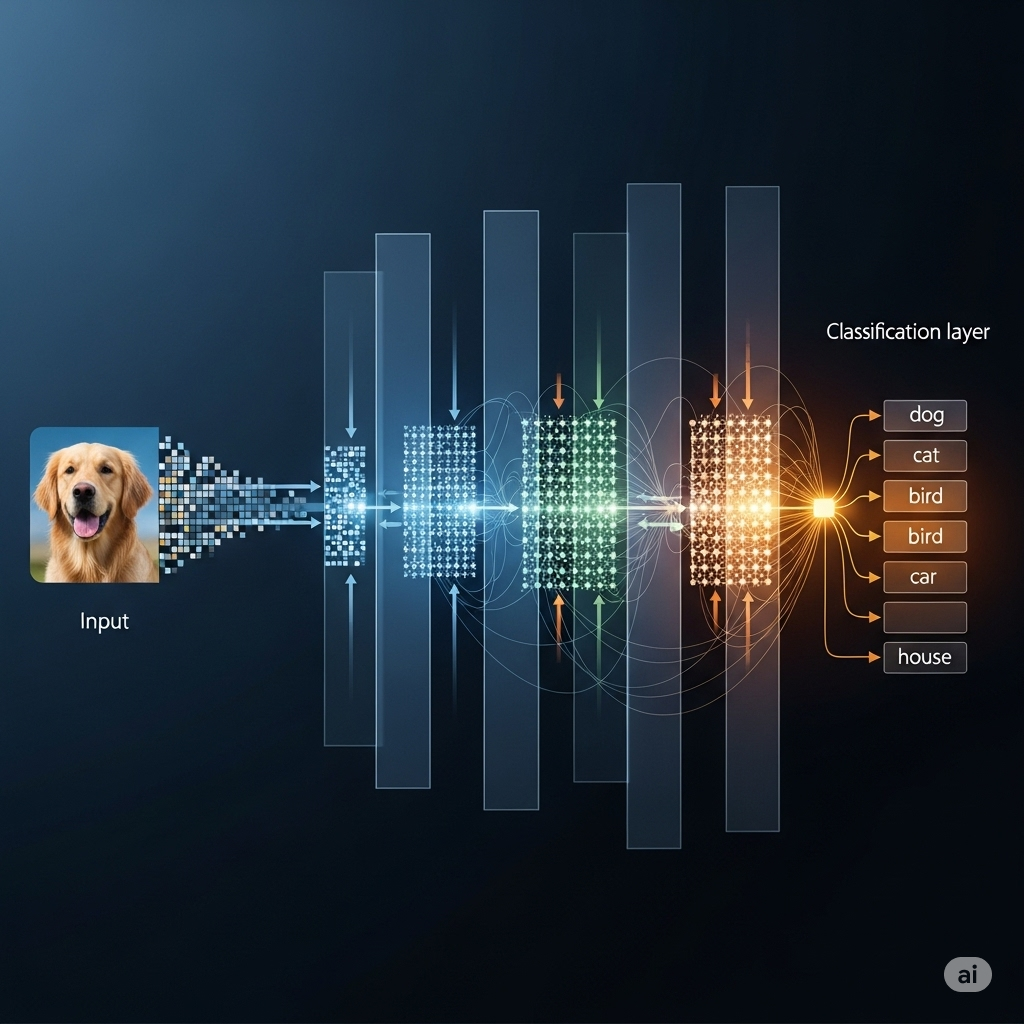 Classification layer
dog
cat
bird
bird
car
house
Input
ai